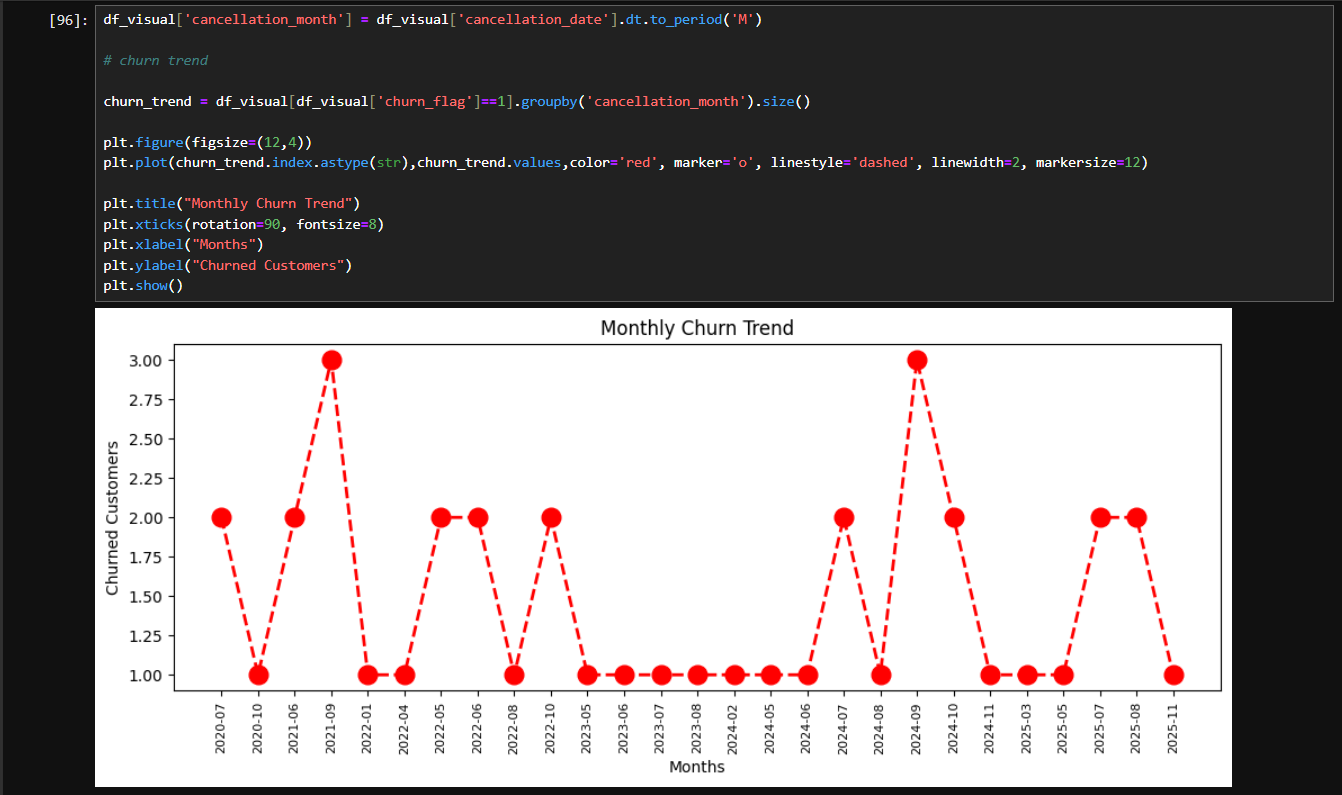 [96]: df_visual['cancellation_month'] = df_visual['cancellation_date'].dt.to_period('M')
# churn trend
churn_trend = df_visual[df_visual['churn_flag']==1].groupby('cancellation_month').size()
plt.figure(figsize=(12,4))
plt.plot(churn_trend.index.astype(str),churn_trend.values,color='red', marker='o', linestyle='dashed', linewidth=2, markersize=12)
plt.title("Monthly Churn Trend")
plt.xticks(rotation=90, fontsize=8)
plt.xlabel("Months")
plt.ylabel("Churned Customers")
plt.show()
Monthly Churn Trend
Churned Customers
3.00
2.75
2.50
2.25
2.00
1.75
1.50
1.25
1.00
2020-07
2020-10
2021-06
2021-09
2022-01
2022-04
2022-05
2022-06
2022-08
2022-10
2023-05
2023-06
2023-07
2023-08
2024-02
2024-05
2024-06
2024-07
2024-08
2024-09
2024-10
2024-11
2025-03
2025-05
2025-07
2025-08
2025-11
Months